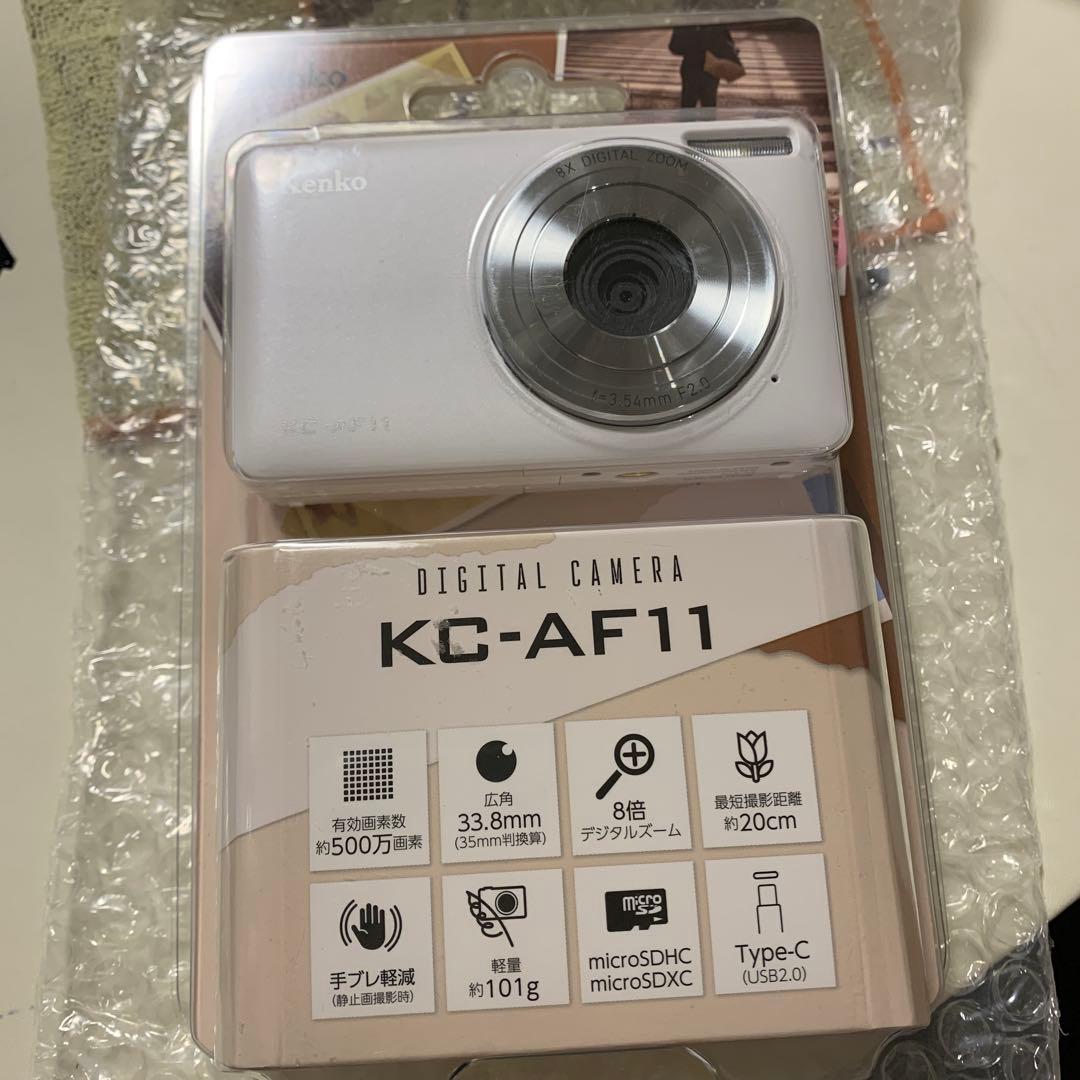 Kenko
8X DIGITAL ZOOM
f=3.54mm F2.0
KC-AF11
DIGITAL CAMERA
KC-AF11
有効画素数
約500万画素
広角
33.8mm
(35mm判換算)
8倍
デジタルズーム
最短撮影距離
約20cm
手ブレ軽減
(静止画撮影時)
軽量
約101g
micro
SD
microSDHC
microSDXC
Type-C
(USB2.0)